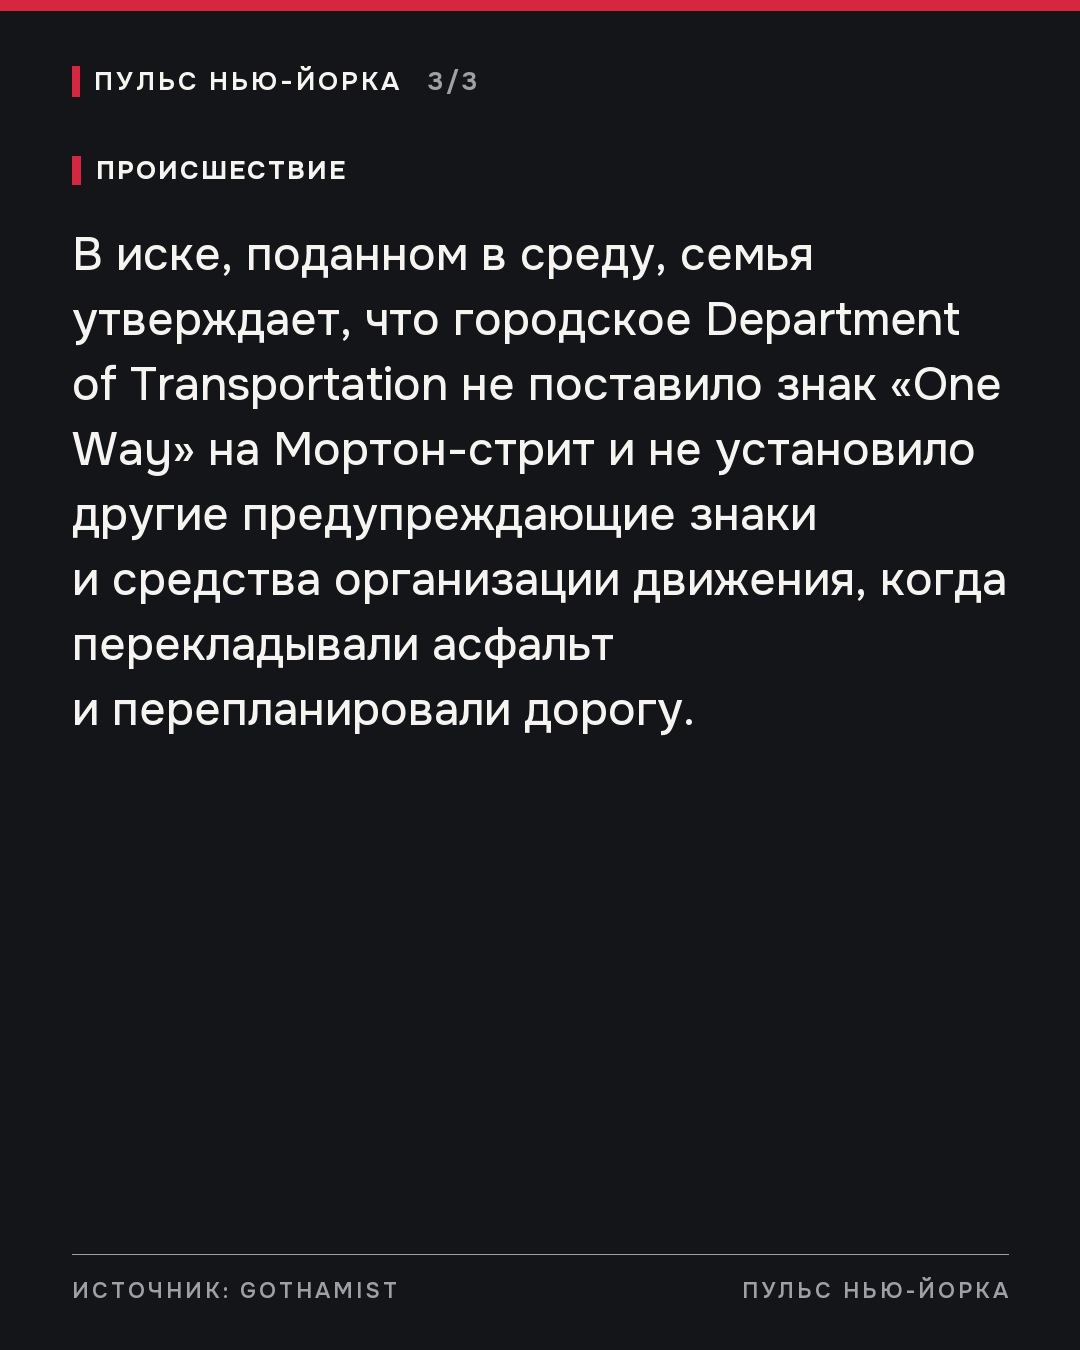 ПУЛЬС НЬЮ-ЙОРКА 3/3
ПРОИСШЕСТВИЕ
В иске, поданном в среду, семья
утверждает, что городское Department
of Transportation не поставило знак «One
Way» на Мортон-стрит и не установило
другие предупреждающие знаки
и средства организации движения, когда
перекладывали асфальт
и перепланировали дорогу.
ИСТОЧНИК: GOTHAMIST
ПУЛЬС НЬЮ-ЙОРКА